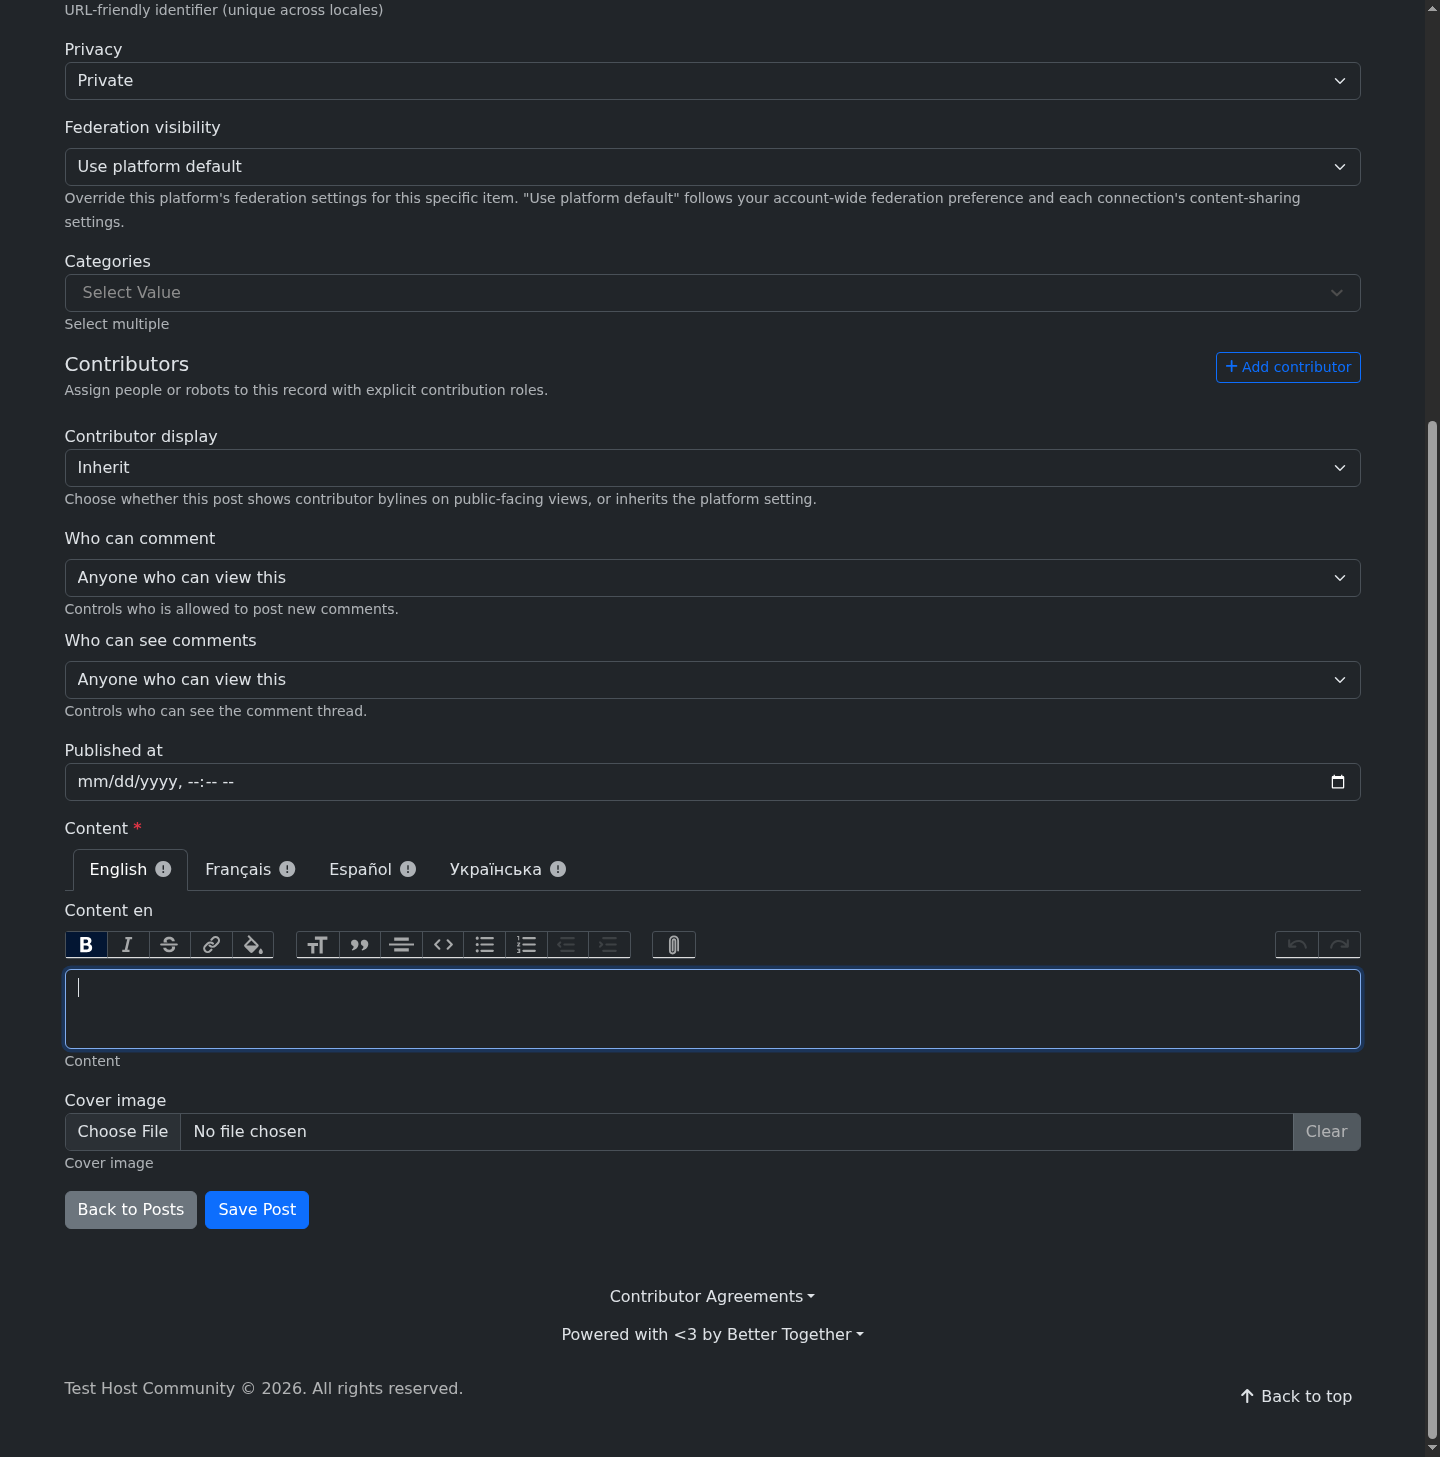 URL-friendly identifier (unique across locales)
Privacy
Private
Federation visibility
Use platform default
Override this platform's federation settings for this specific item. "Use platform default" follows your account-wide federation preference and each connection's content-sharing
settings.
Categories
Select Value
Select multiple
Contributors
Add contributor
Assign people or robots to this record with explicit contribution roles.
Contributor display
Inherit
Choose whether this post shows contributor bylines on public-facing views, or inherits the platform setting.
Who can comment
Anyone who can view this
Controls who is allowed to post new comments.
Who can see comments
Anyone who can view this
Controls who can see the comment thread.
Published at
mm/dd/yyyy, --:-- --
Content *
English Français Español Українська
Content en
Content
Cover image
Choose File No file chosen Clear
Cover image
Back to Posts Save Post
Contributor Agreements
Powered with <3 by Better Together
Test Host Community © 2026. All rights reserved.
Back to top